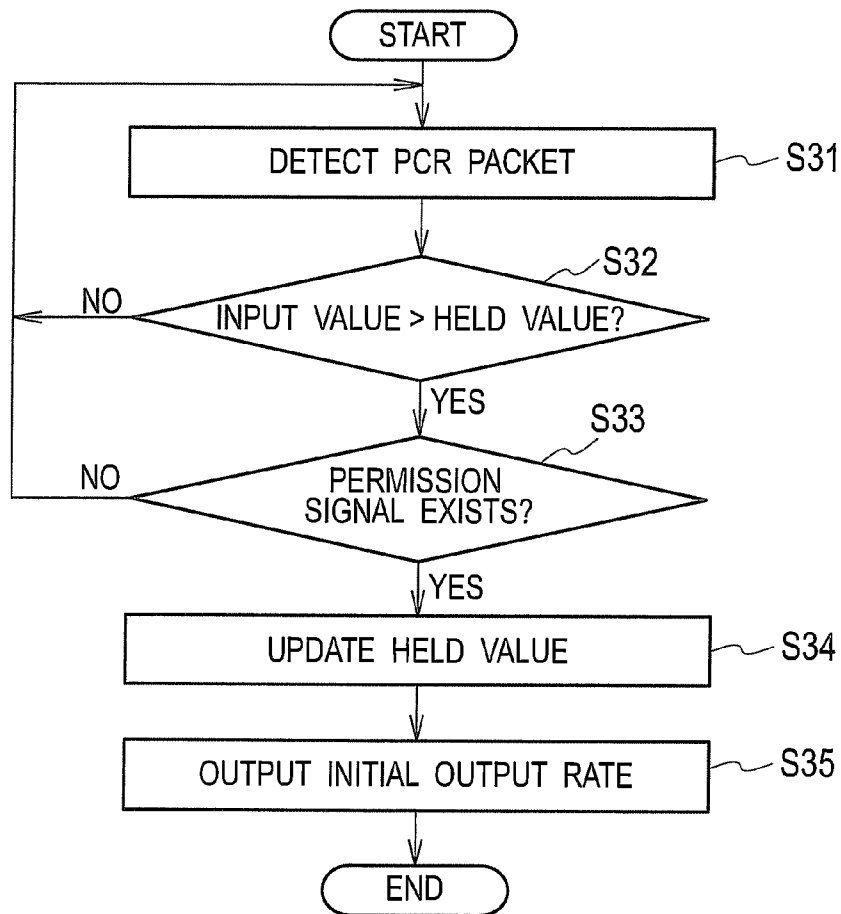 START
DETECT PCR PACKET
S31
S32
NO
INPUT VALUE > HELD VALUE?
YES
S33
NO
PERMISSION
SIGNAL EXISTS?
YES
UPDATE HELD VALUE
S34
OUTPUT INITIAL OUTPUT RATE
S35
END